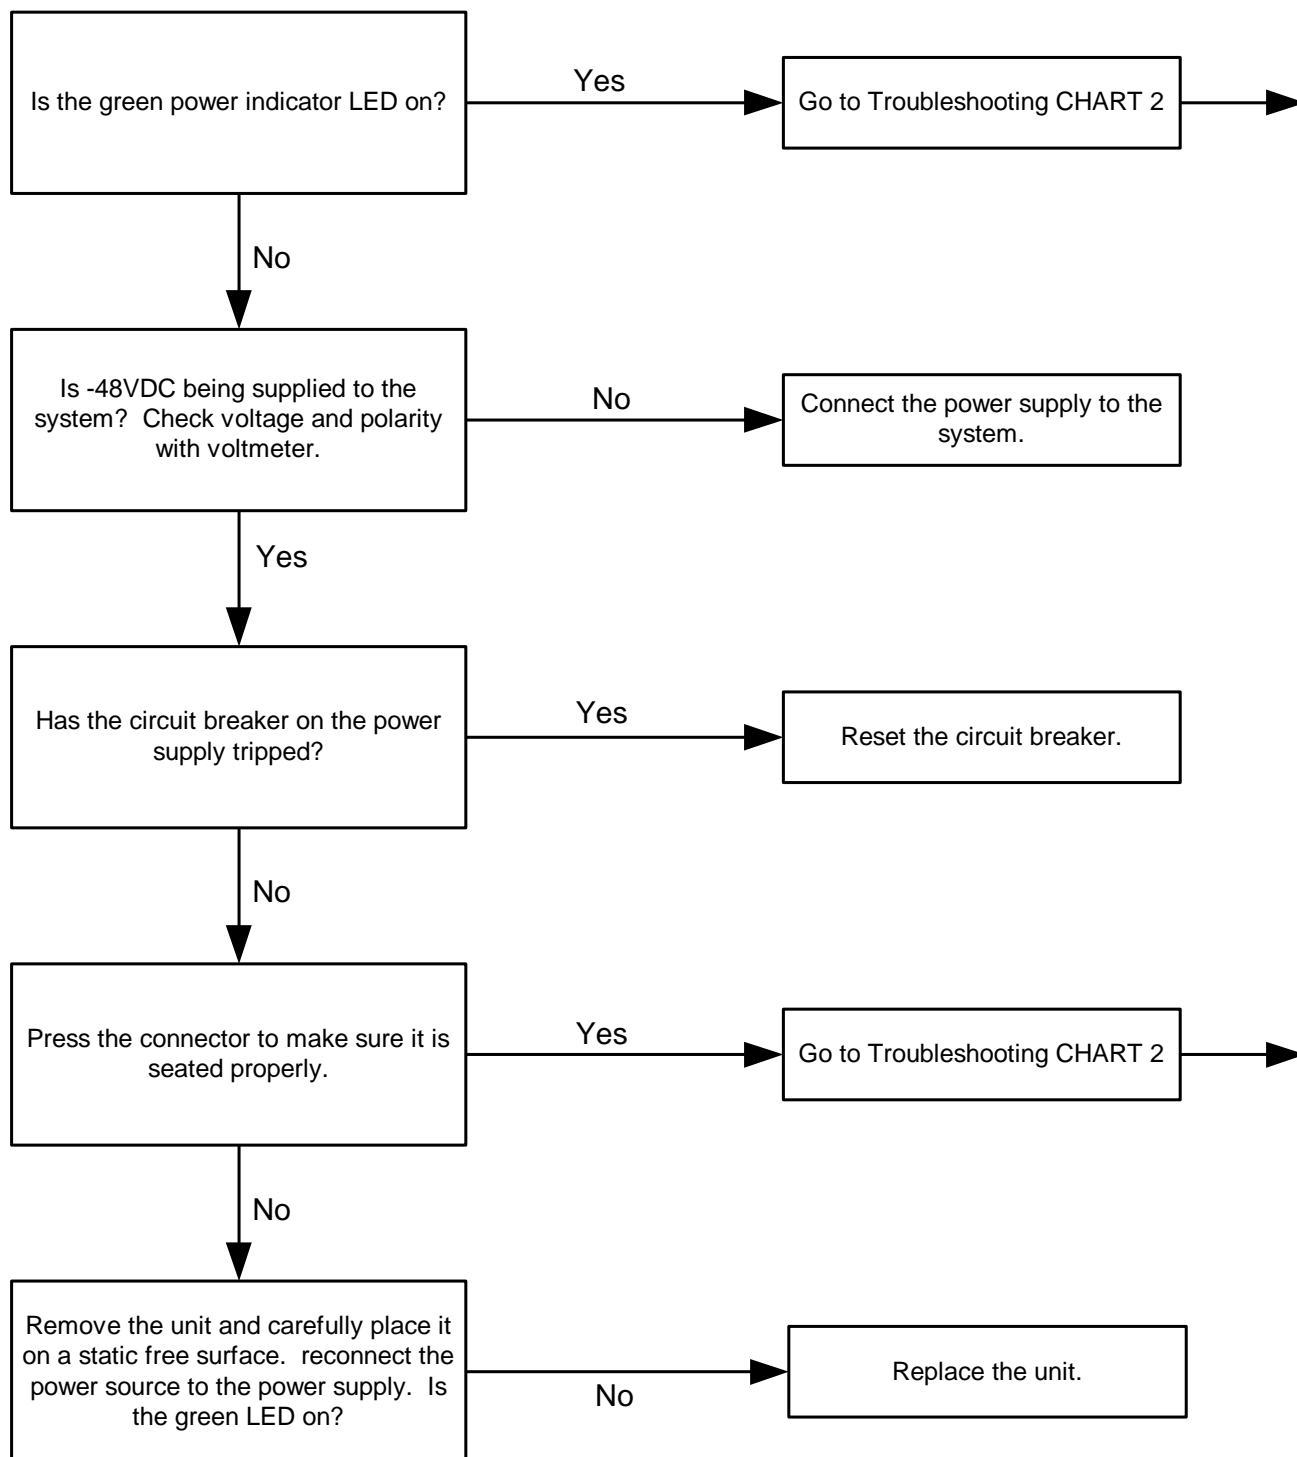 Is the green power indicator LED on?
Yes
Go to Troubleshooting CHART 2
No
Is -48VDC being supplied to the
system?  Check voltage and polarity
with voltmeter.
No
Connect the power supply to the
system.
Yes
Has the circuit breaker on the power
supply tripped?
Yes
Reset the circuit breaker.
No
Press the connector to make sure it is
seated properly.
Yes
Go to Troubleshooting CHART 2
No
Remove the unit and carefully place it
on a static free surface.  reconnect the
power source to the power supply.  Is
the green LED on?
No
Replace the unit.